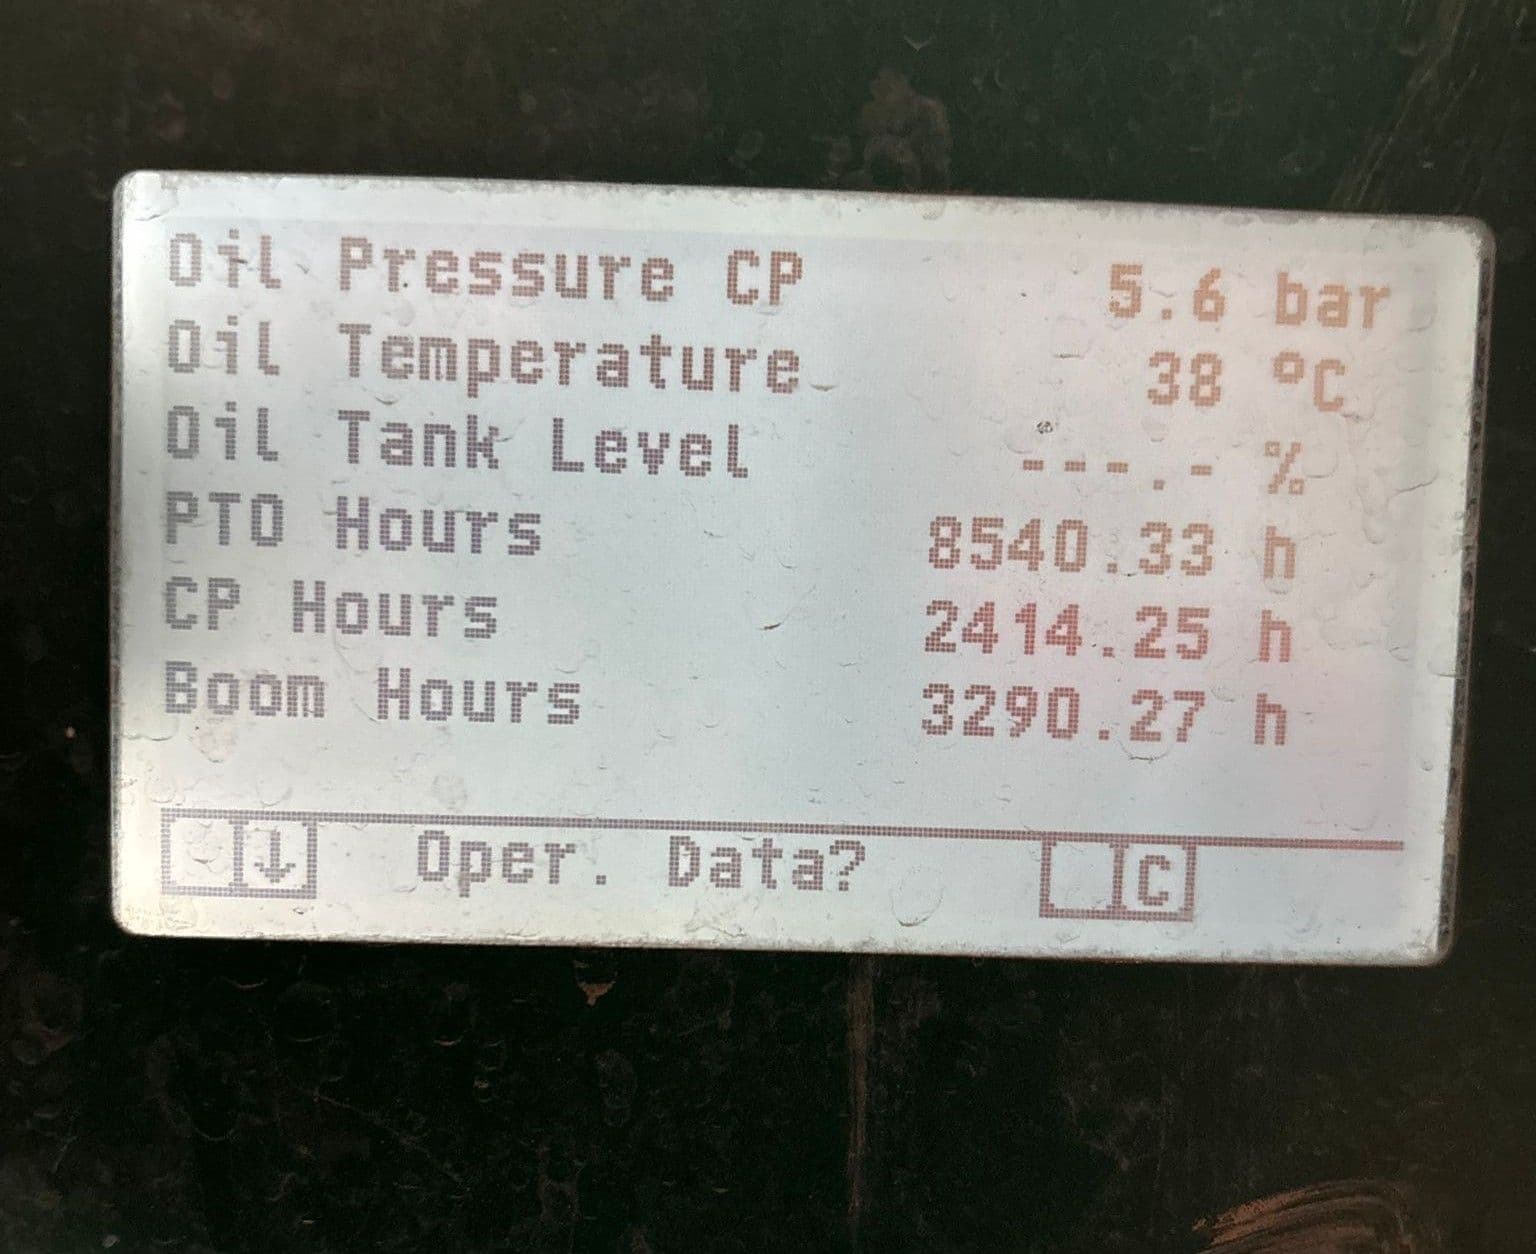 Oil Pressure CP 5.6 bar
Oil Temperature 38 °C
Oil Tank Level ---.- %
PTO Hours 8540.33 h
CP Hours 2414.25 h
Boom Hours 3290.27 h
↓ Oper. Data? C